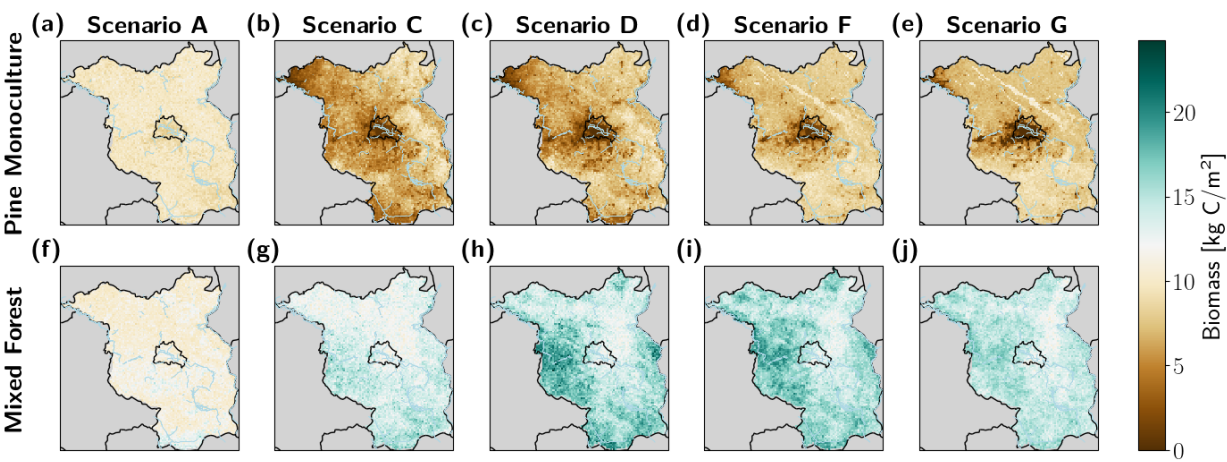 (a) Scenario A (b) Scenario C (c) Scenario D (d) Scenario F (e) Scenario G
Pine Monoculture
(f) (g) (h) (i) (j)
Mixed Forest
20
15
10
5
0
Biomass [kg C/m²]